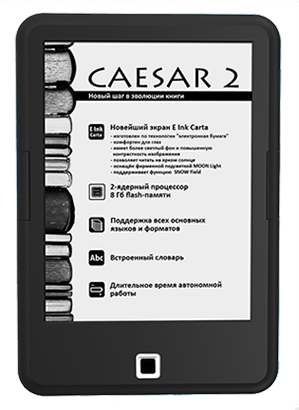 CAESAR 2
Новый шаг в эволюции книги
E Ink
Carta
Новейший экран E Ink Carta
- изготовлен по технологии "электронная бумага"
- комфортен для глаз
- имеет более светлый фон и повышенную
контрастность изображения
- позволяет читать на ярком солнце
- оснащён фирменной подсветкой MOON Light
- поддерживает функцию SNOW Field
2-ядерный процессор
8 Гб flash-памяти
Поддержка всех основных
языков и форматов
Abc
Встроенный словарь
Длительное время автономной
работы